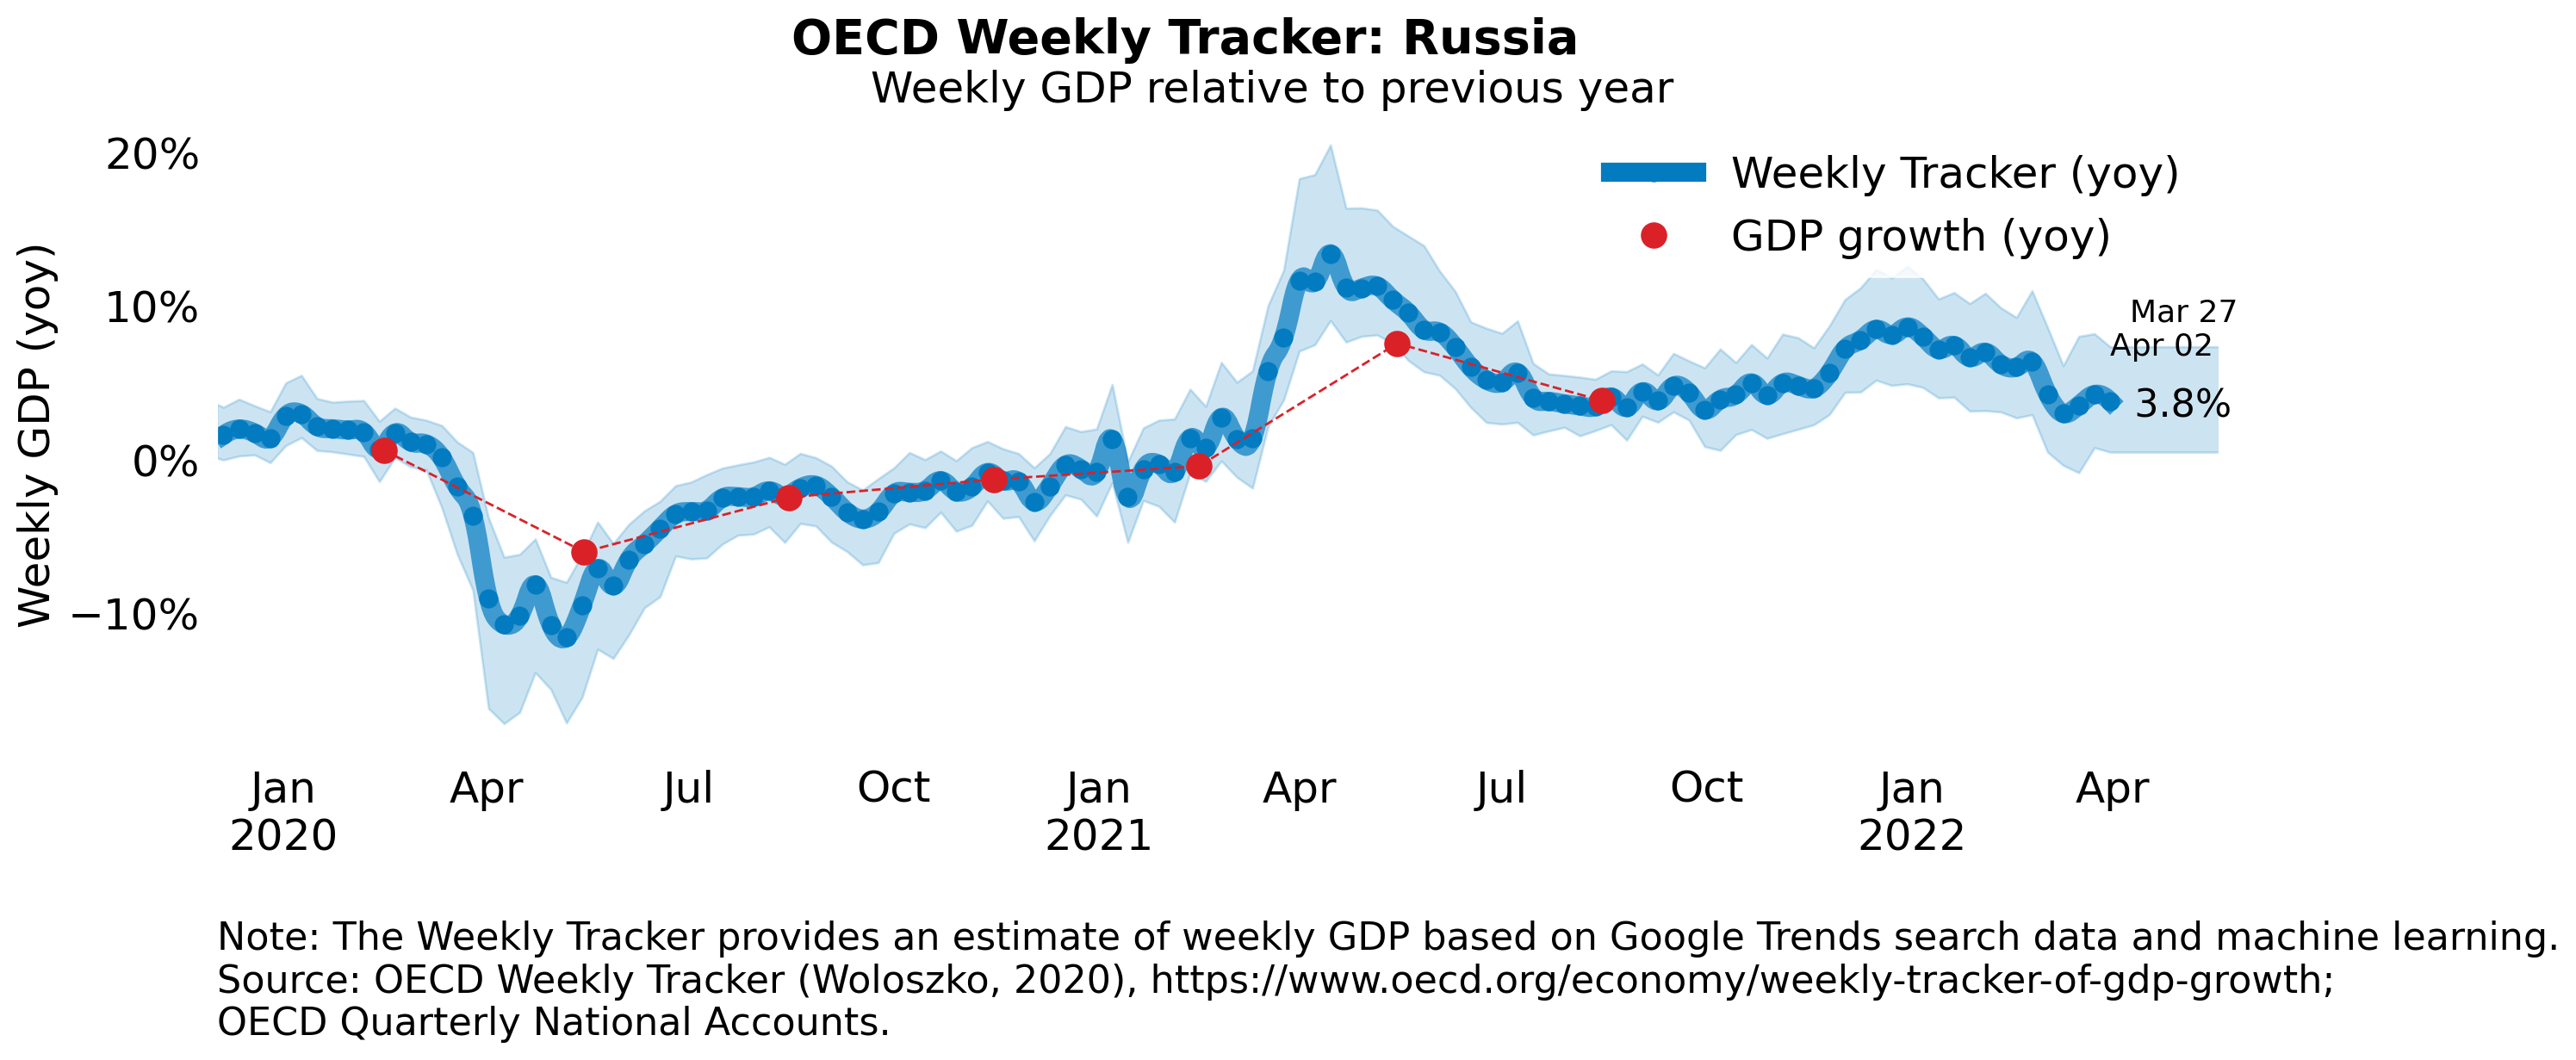 OECD Weekly Tracker: Russia
Weekly GDP relative to previous year
Weekly GDP (yoy)
20%
10%
0%
−10%
Weekly Tracker (yoy)
GDP growth (yoy)
Mar 27
Apr 02
3.8%
Jan Apr Jul Oct Jan Apr Jul Oct Jan Apr
2020 2021 2022
Note: The Weekly Tracker provides an estimate of weekly GDP based on Google Trends search data and machine learning.
Source: OECD Weekly Tracker (Woloszko, 2020), https://www.oecd.org/economy/weekly-tracker-of-gdp-growth;
OECD Quarterly National Accounts.